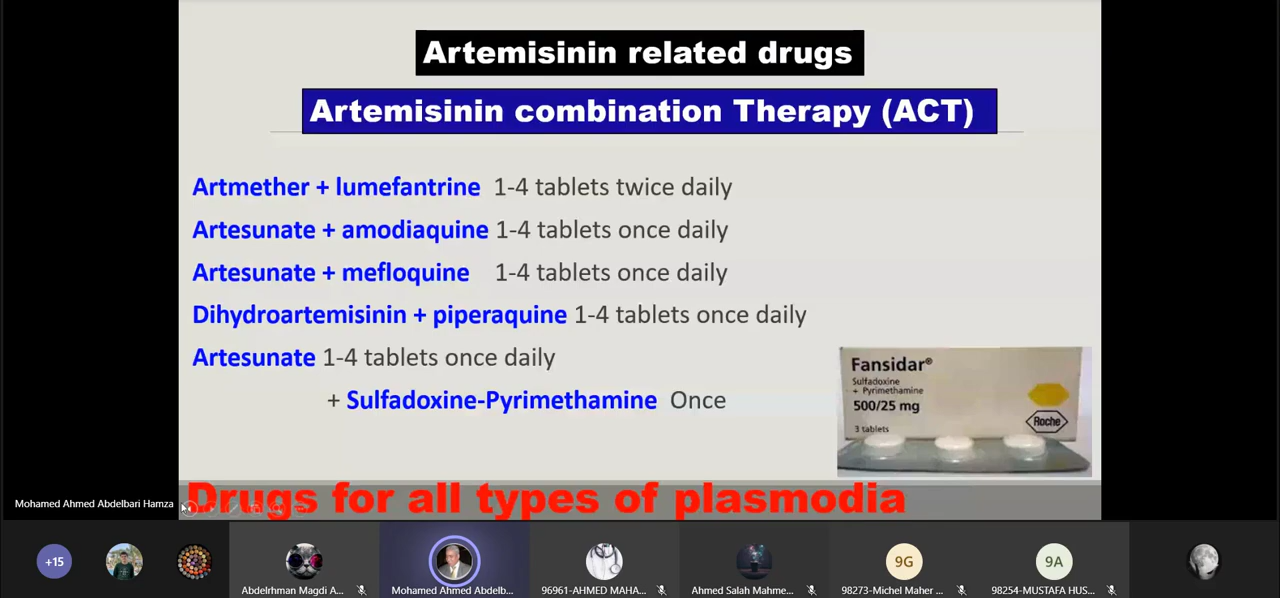 Artemisinin related drugs
Artemisinin combination Therapy (ACT)
Artmether + lumefantrine 1-4 tablets twice daily
Artesunate + amodiaquine 1-4 tablets once daily
Artesunate + mefloquine 1-4 tablets once daily
Dihydroartemisinin + piperaquine 1-4 tablets once daily
Artesunate 1-4 tablets once daily
+ Sulfadoxine-Pyrimethamine Once
Fansidar®
Sulfadoxine
+ Pyrimethamine
500/25 mg
Roche
3 tablets
Drugs for all types of plasmodia
Mohamed Ahmed Abdelbari Hamza
+15
9G
9A
Abdelrhman Magdi A...
Mohamed Ahmed Abdelb...
96961-AHMED MAHA...
Ahmed Salah Mahme...
98273-Michel Maher ...
98254-MUSTAFA HUS...